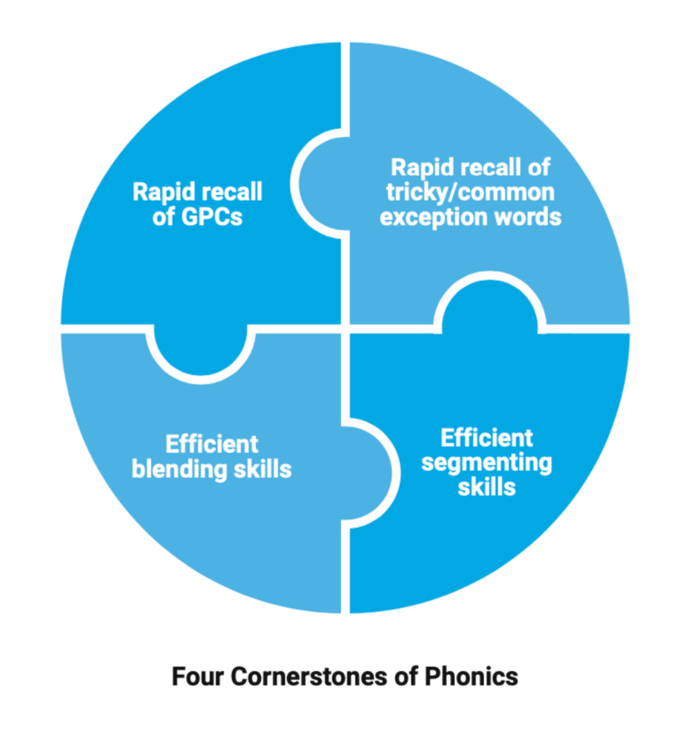 Rapid recall
of GPCs
Rapid recall of
tricky/common
exception words
Efficient
blending skills
Efficient
segmenting
skills
Four Cornerstones of Phonics